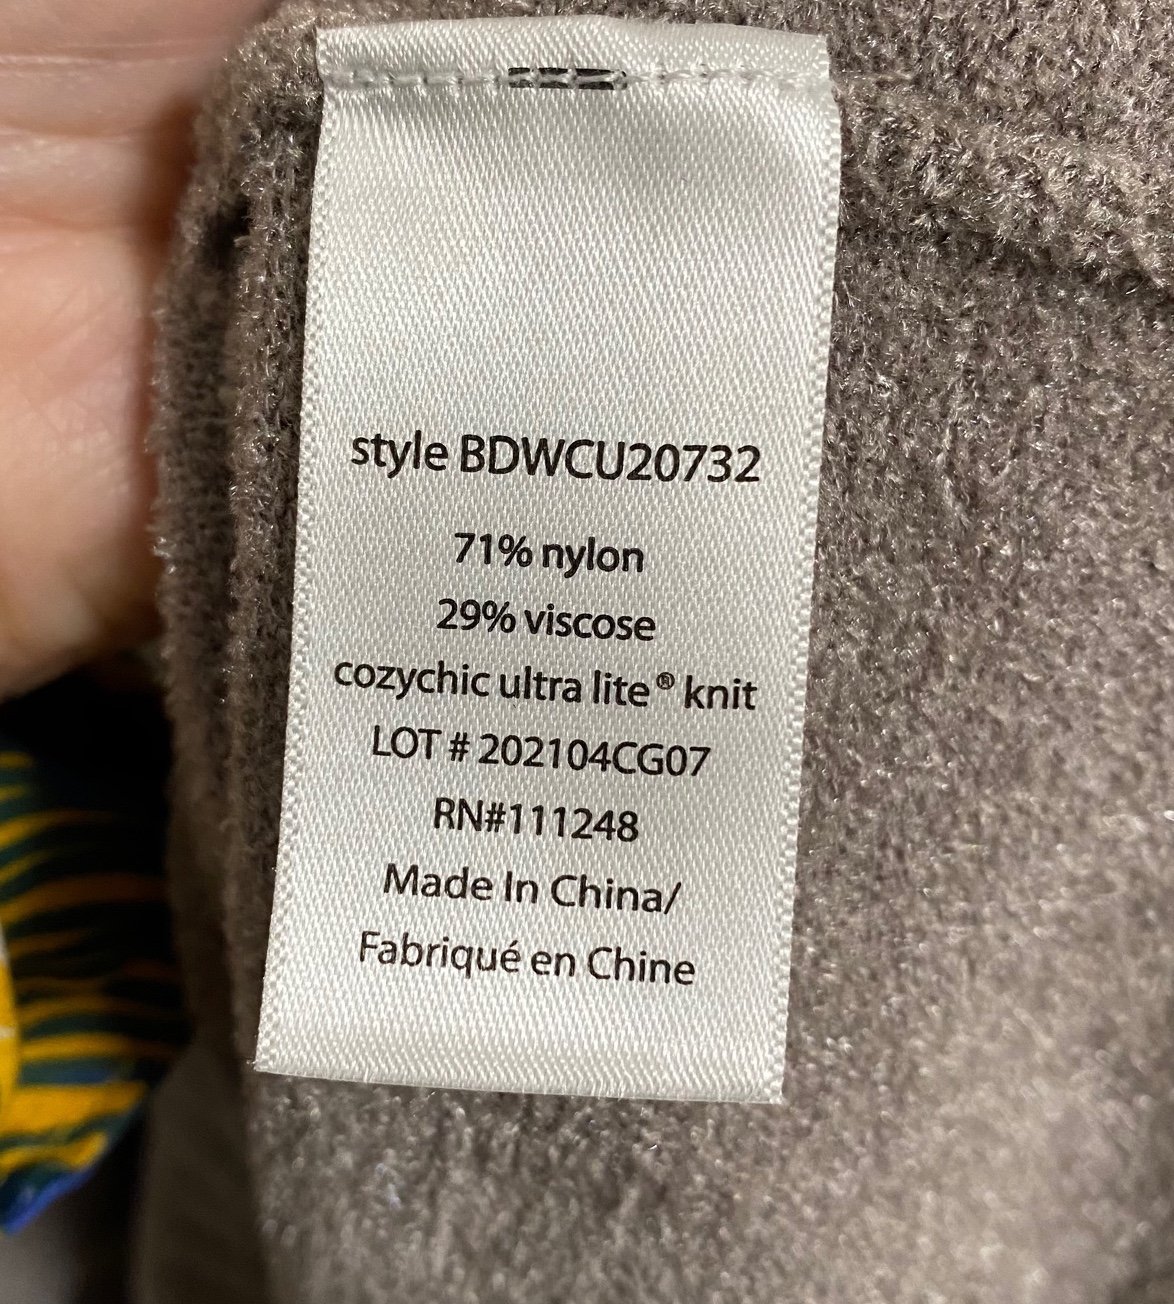 style BDWCU20732
71% nylon
29% viscose
cozychic ultra lite® knit
LOT # 202104CG07
RN#111248
Made In China/
Fabriqué en Chine